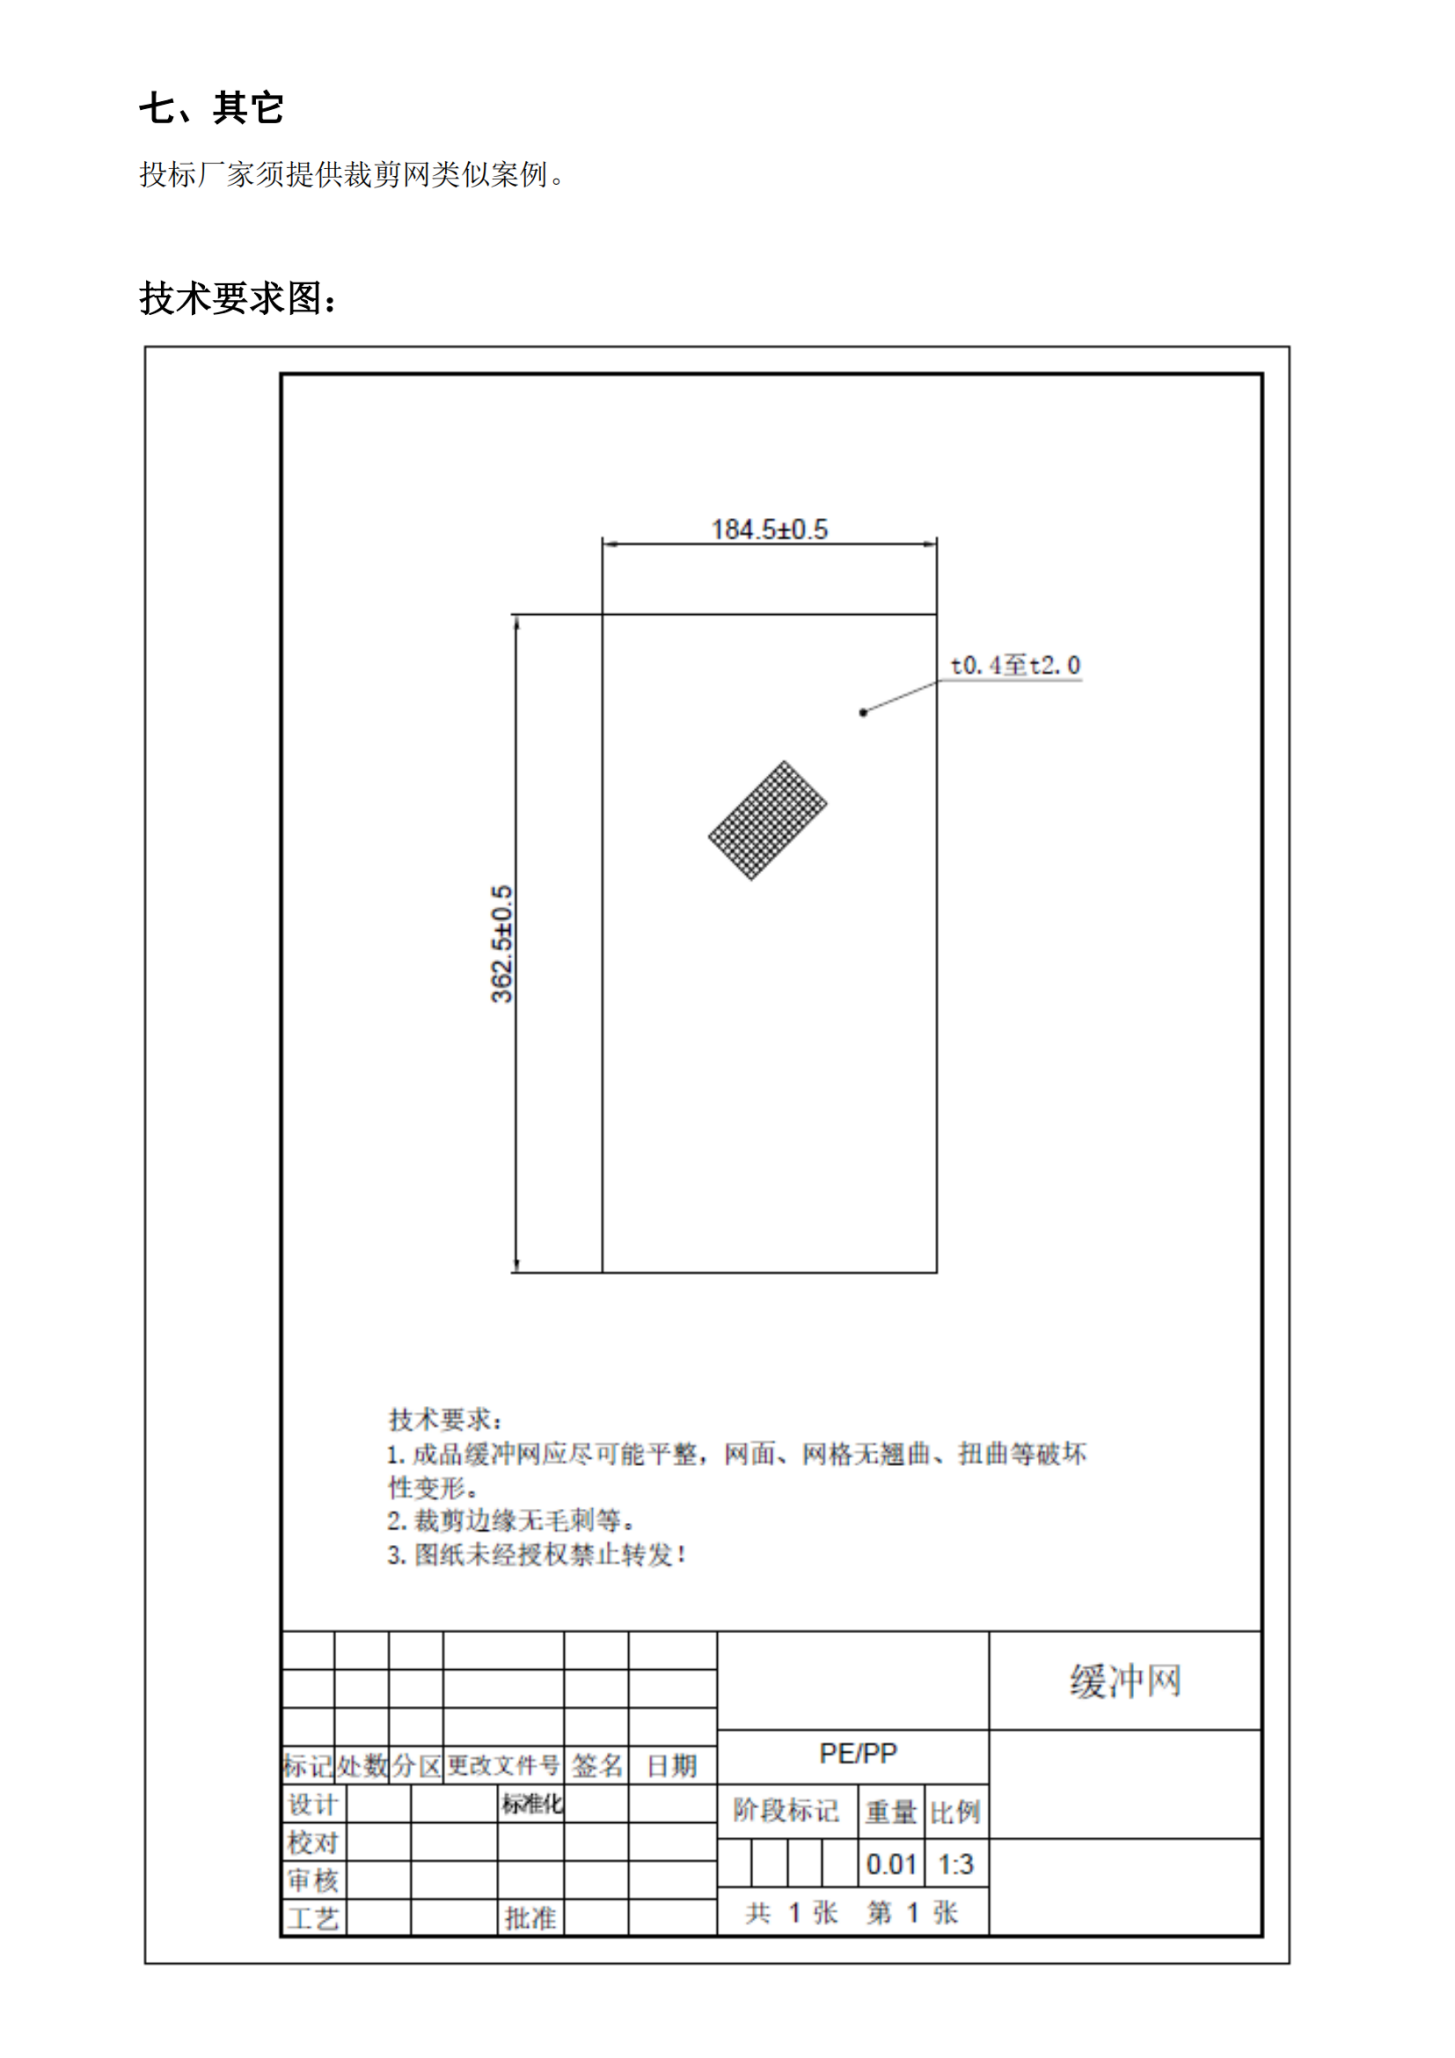 七、其它
投标厂家须提供裁剪网类似案例。
技术要求图：
184.5±0.5
t0.4至t2.0
362.5±0.5
技术要求：
1.成品缓冲网应尽可能平整，网面、网格无翘曲、扭曲等破坏
性变形。
2.裁剪边缘无毛刺等。
3.图纸未经授权禁止转发！
缓冲网
PE/PP
标记 处数 分区 更改文件号 签名 日期
设计 标准化 阶段标记 重量 比例
校对
审核 0.01 1:3
工艺 批准 共 1 张 第 1 张